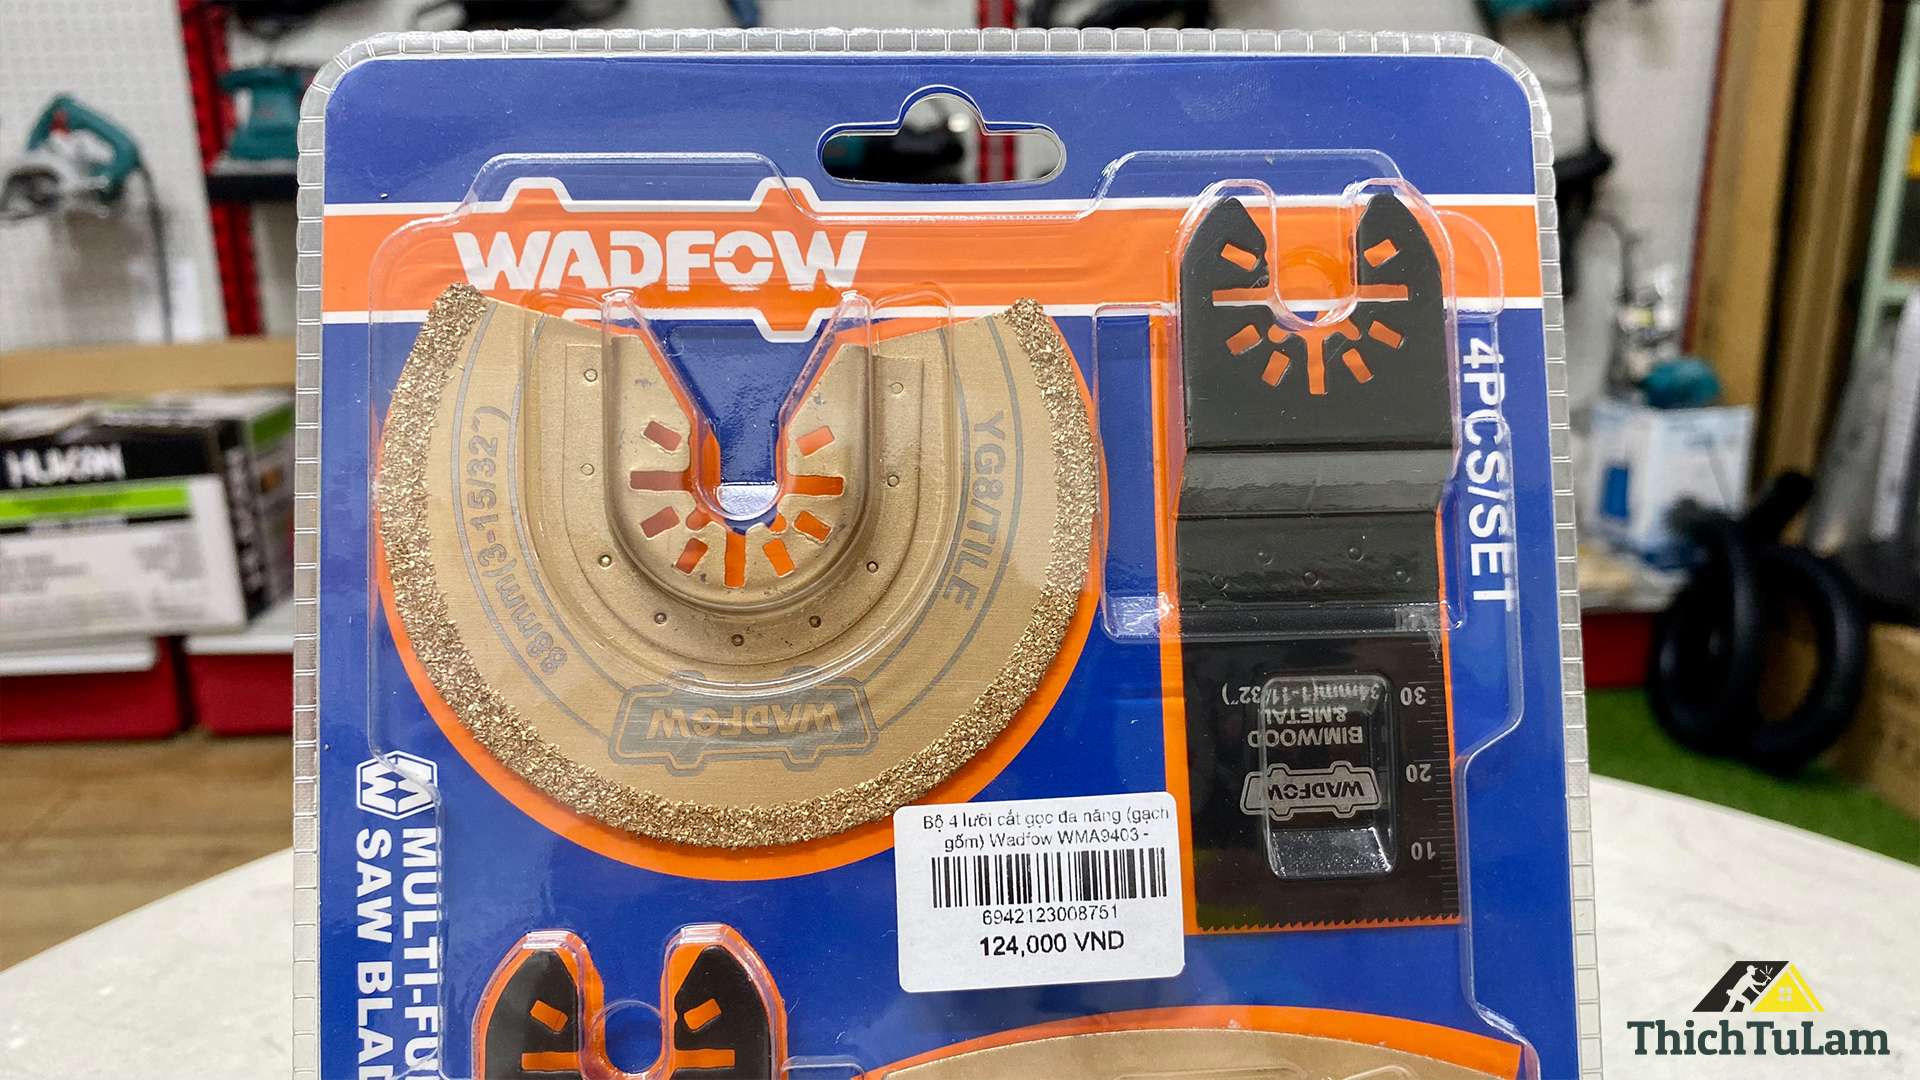 WADFOW
4PCS/SET
88mm(3-15/32")
YG8/TILE
WADFOW
34mm(1-11/32")
BIM/WOOD
&METAL
WADFOW
30
20
10
MULTI-FU
SAW BLAD
Bộ 4 lưỡi cắt góc đa năng (gạch
gốm) Wadfow WMA9403 -
6942123008751
124,000 VND
ThichTuLam